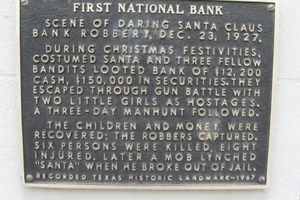 FIRST NATIONAL BANK
SCENE OF DARING SANTA CLAUS
BANK ROBBERY, DEC. 23, 1927.
DURING CHRISTMAS FESTIVITIES,
COSTUMED SANTA AND THREE FELLOW
BANDITS LOOTED BANK OF $12,200
CASH, $150,000 IN SECURITIES. THEY
ESCAPED THROUGH GUN BATTLE WITH
TWO LITTLE GIRLS AS HOSTAGES.
A THREE-DAY MANHUNT FOLLOWED.
THE CHILDREN AND MONEY WERE
RECOVERED; THE ROBBERS CAPTURED.
SIX PERSONS WERE KILLED, EIGHT
INJURED. LATER A MOB LYNCHED
"SANTA" WHEN HE BROKE OUT OF JAIL.
RECORDED TEXAS HISTORIC LANDMARK-1967